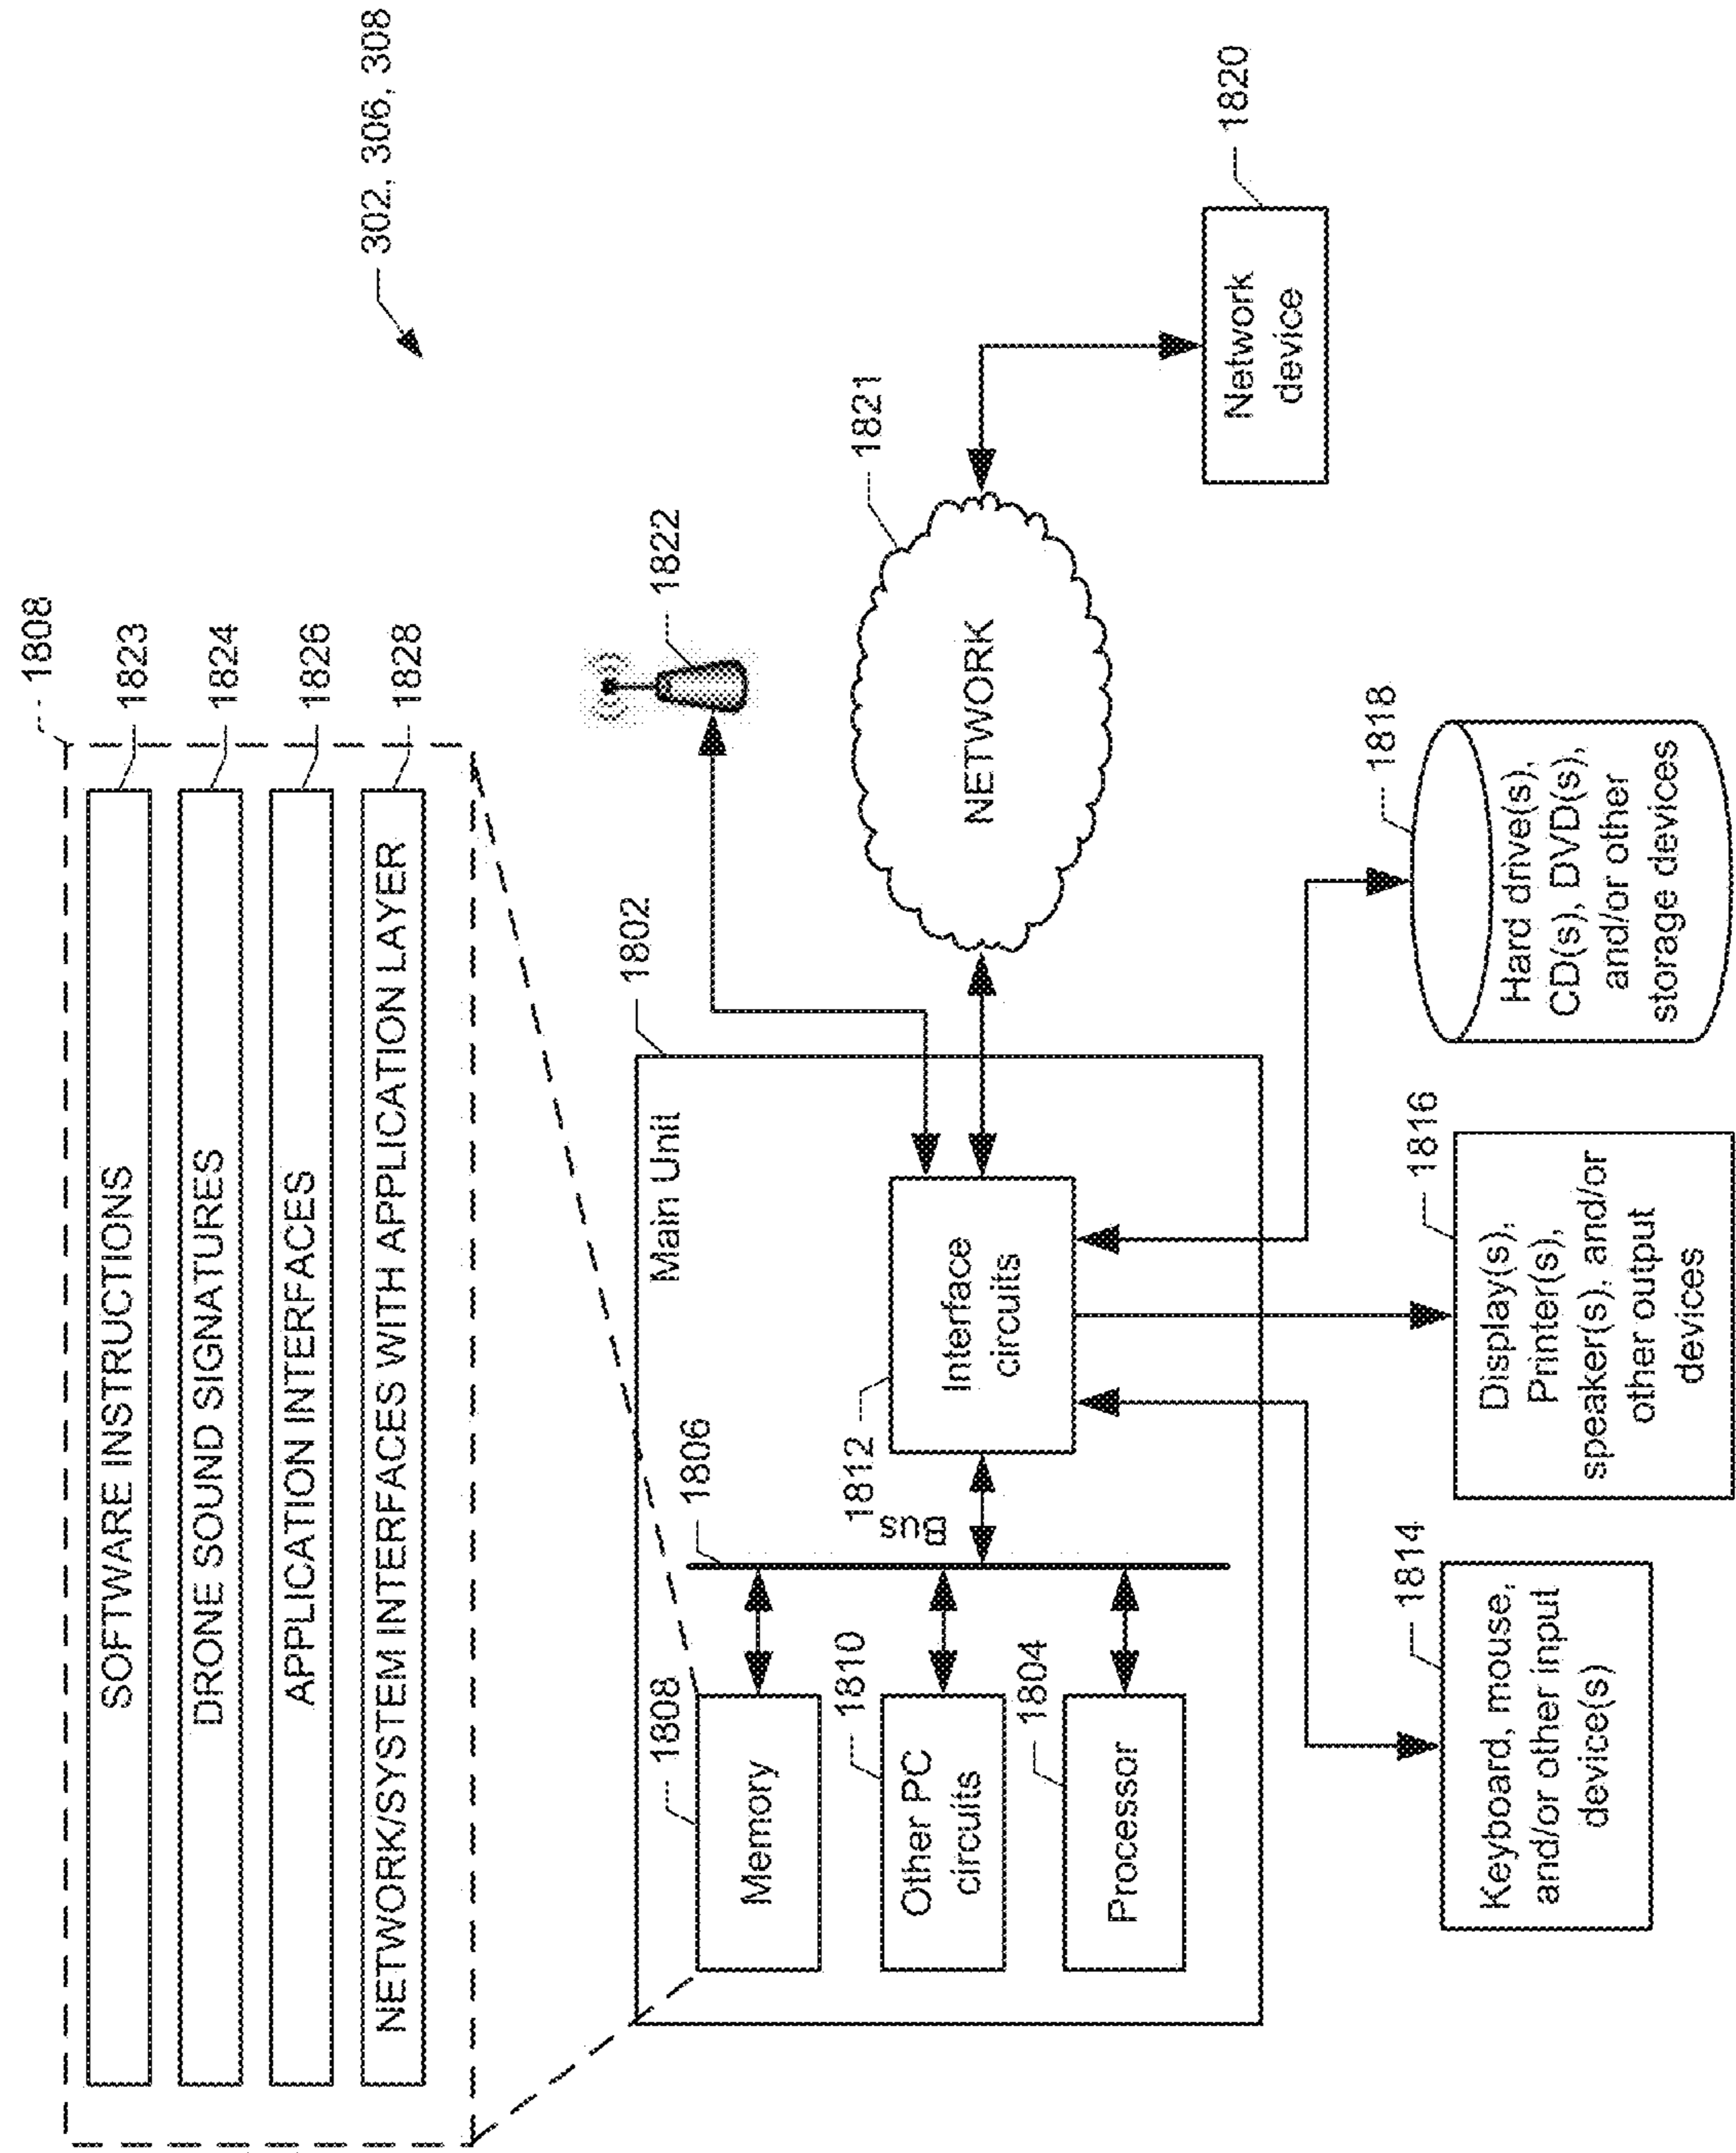 1808
SOFTWARE INSTRUCTIONS
1823
DRONE SOUND SIGNATURES
1824
APPLICATION INTERFACES
1826
NETWORK/SYSTEM INTERFACES WITH APPLICATION LAYER
1828
302, 306, 308
1822
1802
Main Unit
1808
Memory
1806
Bus
1810
Other PC
circuits
1804
Processor
1812
Interface
circuits
1821
NETWORK
1820
Network
device
1814
Keyboard, mouse,
and/or other input
device(s)
1816
Display(s),
Printer(s),
speaker(s), and/or
other output
devices
1818
Hard drive(s),
CD(s), DVD(s),
and/or other
storage devices